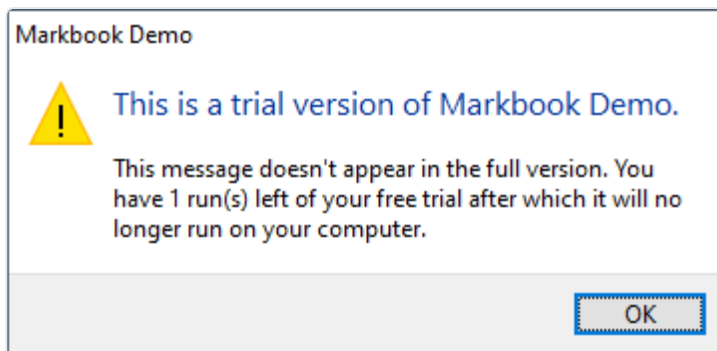 Markbook Demo
This is a trial version of Markbook Demo.
This message doesn't appear in the full version. You
have 1 run(s) left of your free trial after which it will no
longer run on your computer.
OK